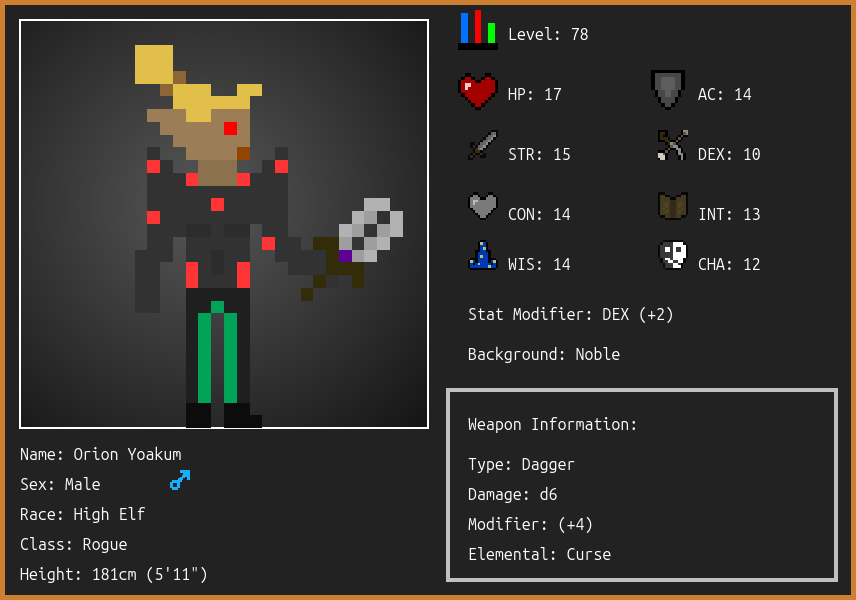 Level: 78
HP: 17
AC: 14
STR: 15
DEX: 10
CON: 14
INT: 13
WIS: 14
CHA: 12
Stat Modifier: DEX (+2)
Background: Noble
Weapon Information:
Type: Dagger
Damage: d6
Modifier: (+4)
Elemental: Curse
Name: Orion Yoakum
Sex: Male
Race: High Elf
Class: Rogue
Height: 181cm (5'11")